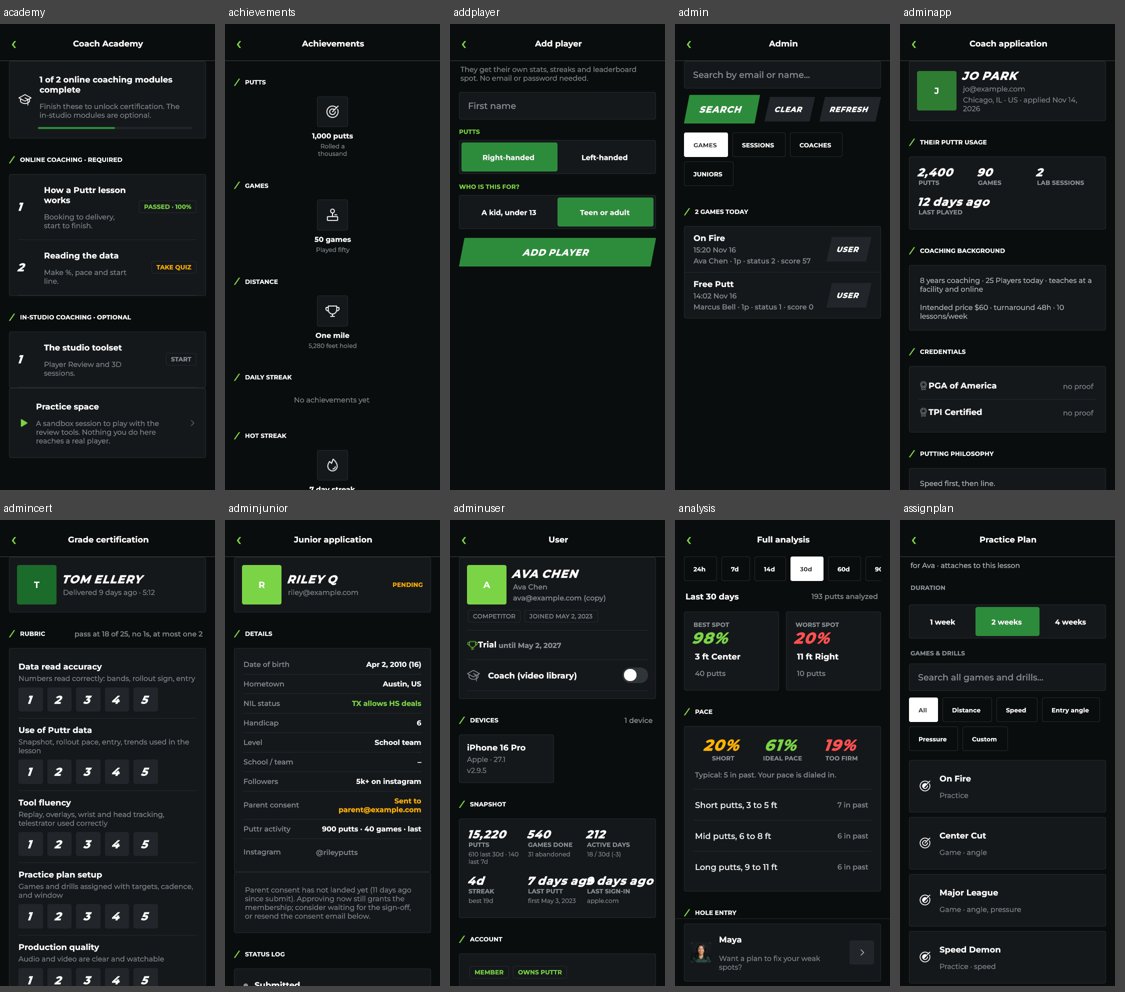 academy
Coach Academy
1 of 2 online coaching modules
complete
Finish these to unlock certification. The
in-studio modules are optional.
ONLINE COACHING · REQUIRED
1
How a Puttr lesson
works
Booking to delivery,
start to finish.
PASSED · 100%
2
Reading the data
Make %, pace and start
line.
TAKE QUIZ
IN-STUDIO COACHING · OPTIONAL
1
The studio toolset
Player Review and 3D
sessions.
START
Practice space
A sandbox session to play with the
review tools. Nothing you do here
reaches a real player.
achievements
Achievements
PUTTS
1,000 putts
Rolled a
thousand
GAMES
50 games
Played fifty
DISTANCE
One mile
5,280 feet holed
DAILY STREAK
No achievements yet
HOT STREAK
7 day streak
addplayer
Add player
They get their own stats, streaks and leaderboard
spot. No email or password needed.
First name
PUTTS
Right-handed
Left-handed
WHO IS THIS FOR?
A kid, under 13
Teen or adult
ADD PLAYER
admin
Admin
Search by email or name...
SEARCH
CLEAR
REFRESH
GAMES
SESSIONS
COACHES
JUNIORS
2 GAMES TODAY
On Fire
15:20 Nov 16
Ava Chen · 1p · status 2 · score 57
USER
Free Putt
14:02 Nov 16
Marcus Bell · 1p · status 1 · score 0
USER
adminapp
Coach application
J
JO PARK
jo@example.com
Chicago, IL · US · applied Nov 14,
2026
THEIR PUTTR USAGE
2,400
PUTTS
90
GAMES
2
LAB SESSIONS
12 days ago
LAST PLAYED
COACHING BACKGROUND
8 years coaching · 25 Players today · teaches at a
facility and online
Intended price $60 · turnaround 48h · 10
lessons/week
CREDENTIALS
PGA of America
no proof
TPI Certified
no proof
PUTTING PHILOSOPHY
Speed first, then line.
admincert
Grade certification
T
TOM ELLERY
Delivered 9 days ago · 5:12
RUBRIC
pass at 18 of 25, no 1s, at most one 2
Data read accuracy
Numbers read correctly: bands, rollout sign, entry
1 2 3 4 5
Use of Puttr data
Snapshot, rollout pace, entry, trends used in the
lesson
1 2 3 4 5
Tool fluency
Replay, overlays, wrist and head tracking,
telestrator used correctly
1 2 3 4 5
Practice plan setup
Games and drills assigned with targets, cadence,
and window
1 2 3 4 5
Production quality
Audio and video are clear and watchable
1 2 3 4 5
adminjunior
Junior application
R
RILEY Q
riley@example.com
PENDING
DETAILS
Date of birth
Apr 2, 2010 (16)
Hometown
Austin, US
NIL status
TX allows HS deals
Handicap
6
Level
School team
School / team
–
Followers
5k+ on instagram
Parent consent
Sent to
parent@example.com
Puttr activity
900 putts · 40 games · last
Instagram
@rileyputts
Parent consent has not landed yet (11 days ago
since submit). Approving now still grants the
membership; consider waiting for the sign-off,
or resend the consent email below.
STATUS LOG
Submitted
adminuser
User
A
AVA CHEN
Ava Chen
ava@example.com (copy)
COMPETITOR
JOINED MAY 2, 2023
Trial until May 2, 2027
Coach (video library)
DEVICES
1 device
iPhone 16 Pro
Apple · 27.1
v2.9.5
SNAPSHOT
15,220
PUTTS
610 last 30d · 140
last 7d
540
GAMES DONE
31 abandoned
212
ACTIVE DAYS
18 / 30d (-3)
4d
STREAK
best 19d
7 days ago
LAST PUTT
first May 3, 2023
9 days ago
LAST SIGN-IN
apple.com
ACCOUNT
MEMBER
OWNS PUTTR
analysis
Full analysis
24h
7d
14d
30d
60d
90
Last 30 days
193 putts analyzed
BEST SPOT
98%
3 ft Center
40 putts
WORST SPOT
20%
11 ft Right
10 putts
PACE
20%
SHORT
61%
IDEAL PACE
19%
TOO FIRM
Typical: 5 in past. Your pace is dialed in.
Short putts, 3 to 5 ft
7 in past
Mid putts, 6 to 8 ft
6 in past
Long putts, 9 to 11 ft
6 in past
HOLE ENTRY
Maya
Want a plan to fix your weak
spots?
assignplan
Practice Plan
for Ava · attaches to this lesson
DURATION
1 week
2 weeks
4 weeks
GAMES & DRILLS
Search all games and drills...
All
Distance
Speed
Entry angle
Pressure
Custom
On Fire
Practice
Center Cut
Game · angle
Major League
Game · angle, pressure
Speed Demon
Practice · speed